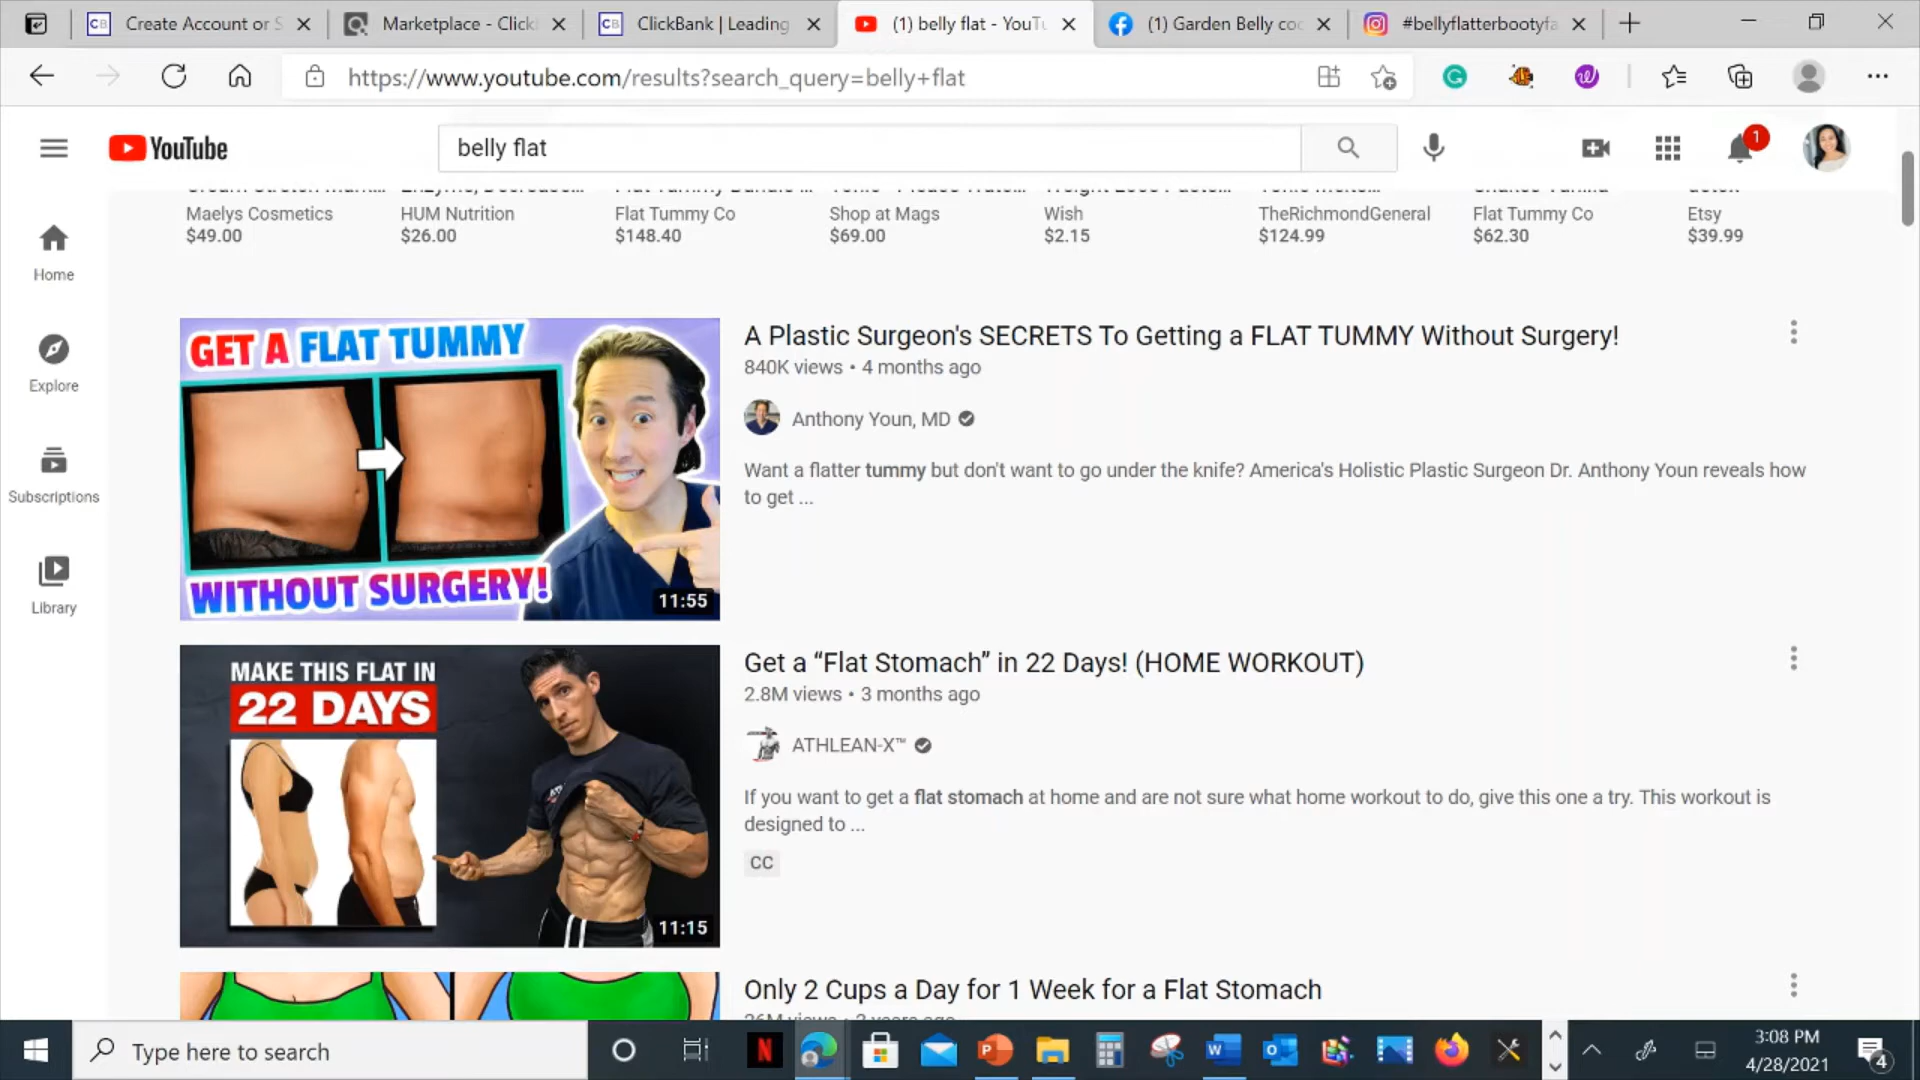 Create Account or S
Marketplace - Click
ClickBank | Leading
(1) belly flat - YouTu
(1) Garden Belly coc
#bellyflatterbootyfa
https://www.youtube.com/results?search_query=belly+flat
YouTube
belly flat
1
Maelys Cosmetics
$49.00
HUM Nutrition
$26.00
Flat Tummy Co
$148.40
Shop at Mags
$69.00
Wish
$2.15
TheRichmondGeneral
$124.99
Flat Tummy Co
$62.30
Etsy
$39.99
Home
Explore
Subscriptions
Library
GET A FLAT TUMMY
WITHOUT SURGERY!
11:55
A Plastic Surgeon's SECRETS To Getting a FLAT TUMMY Without Surgery!
840K views • 4 months ago
Anthony Youn, MD
Want a flatter tummy but don't want to go under the knife? America's Holistic Plastic Surgeon Dr. Anthony Youn reveals how
to get ...
MAKE THIS FLAT IN
22 DAYS
11:15
Get a “Flat Stomach” in 22 Days! (HOME WORKOUT)
2.8M views • 3 months ago
ATHLEAN-X™
If you want to get a flat stomach at home and are not sure what home workout to do, give this one a try. This workout is
designed to ...
CC
Only 2 Cups a Day for 1 Week for a Flat Stomach
Type here to search
3:08 PM
4/28/2021
4